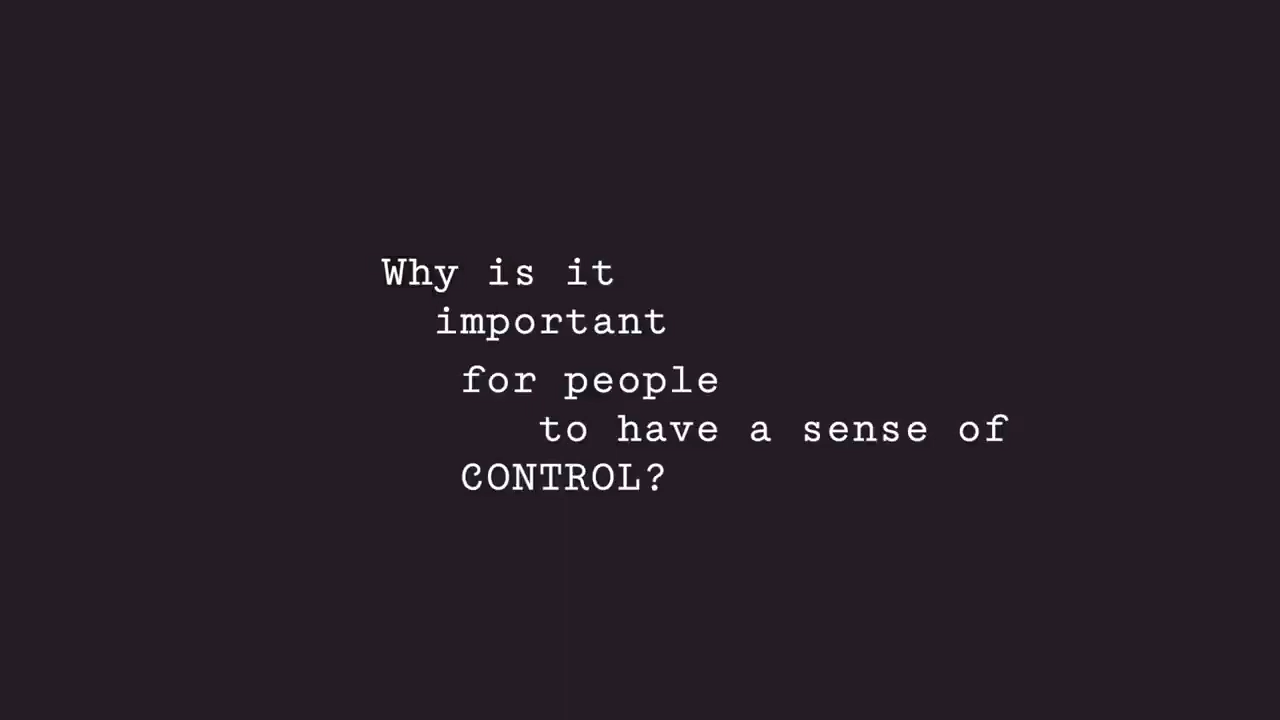 Why is it
important
for people
to have a sense of
CONTROL?